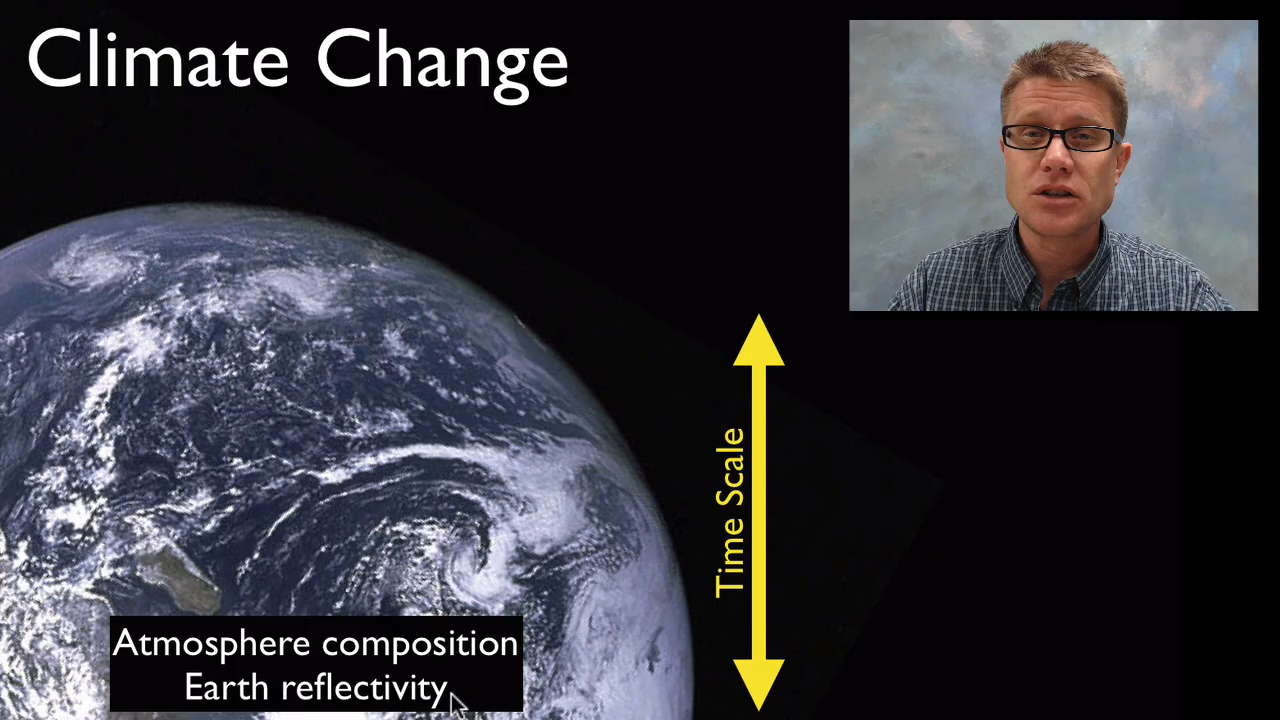 Climate Change
Time Scale
Atmosphere composition
Earth reflectivity